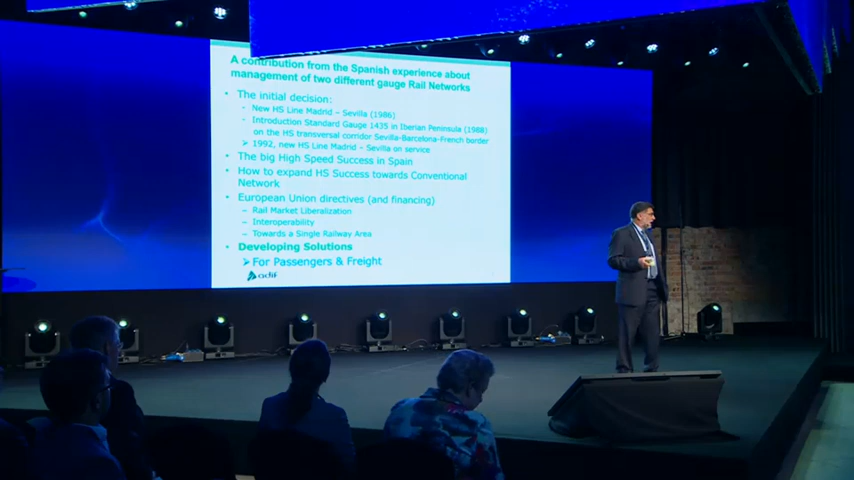 A contribution from the Spanish experience about
management of two different gauge Rail Networks
• The initial decision:
- New HS Line Madrid – Sevilla (1986)
- Introduction Standard Gauge 1435 in Iberian Peninsula (1988)
on the HS transversal corridor Sevilla-Barcelona-French border
➢ 1992, new HS Line Madrid – Sevilla on service
• The big High Speed Success in Spain
• How to expand HS Success towards Conventional
Network
• European Union directives (and financing)
– Rail Market Liberalization
– Interoperability
– Towards a Single Railway Area
• Developing Solutions
➢ For Passengers & Freight
adif